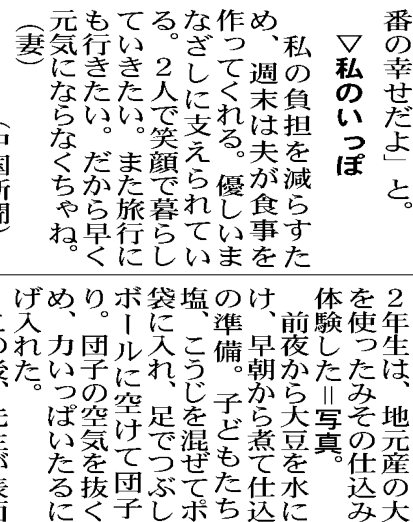 番の幸せだよ」と。
▽私のいっぽ
私の負担を減らすた
め、週末は夫が食事を
作ってくれる。優しいま
なざしに支えられてい
る。2人で笑顔で暮らし
ていきたい。また旅行に
も行きたい。だから早く
元気にならなくちゃね。
(妻)
2年生は、地元産の大
を使ったみその仕込み
体験した=写真。
前夜から大豆を水に
け、早朝から煮て仕込
の準備。子どもたち
塩、こうじを混ぜてポ
袋に入れ、足でつぶし
ボールに空けて団子
り。団子の空気を抜く
め、力いっぱいたるに
げ入れた。